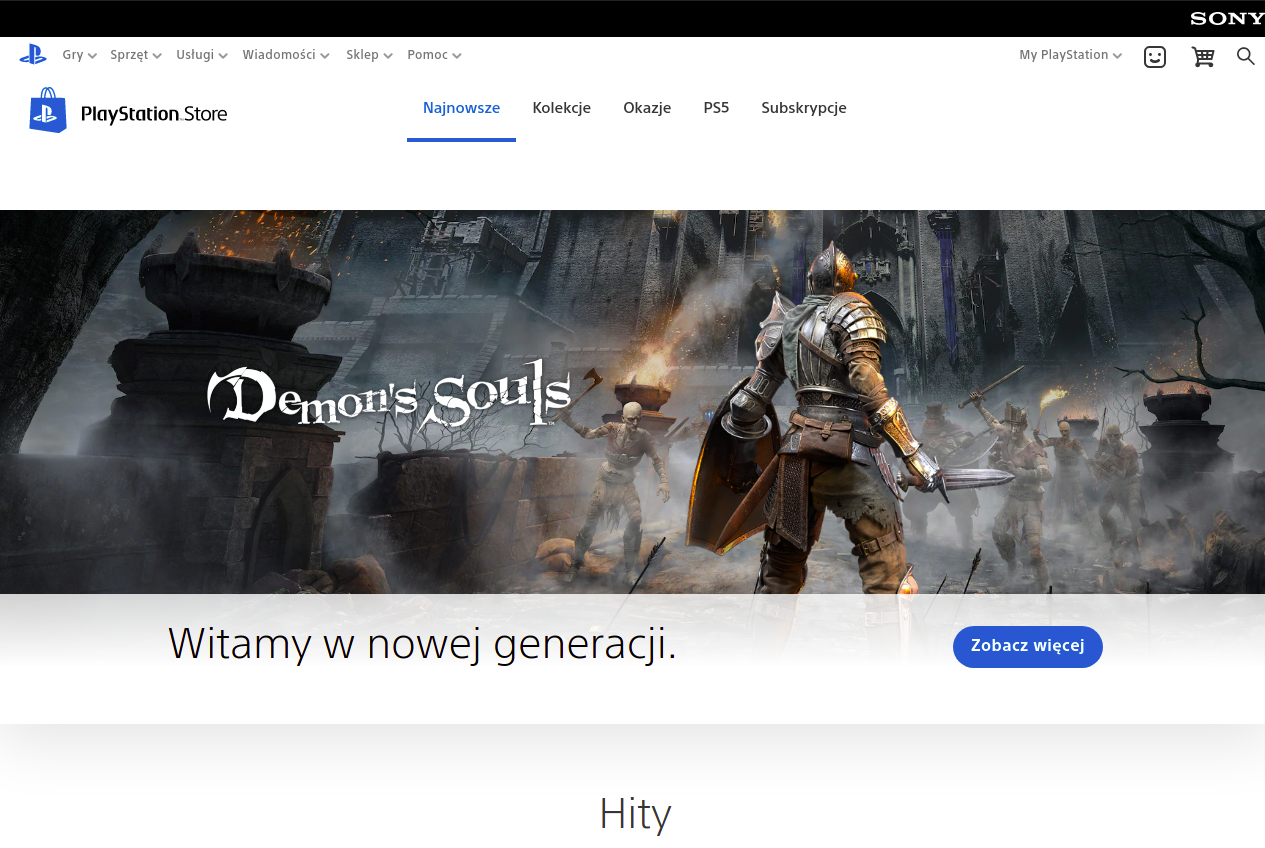 SONY
Gry Sprzęt Usługi Wiadomości Sklep Pomoc My PlayStation
PlayStation Store
Najnowsze Kolekcje Okazje PS5 Subskrypcje
Demon's Souls™
Witamy w nowej generacji.
Zobacz więcej
Hity